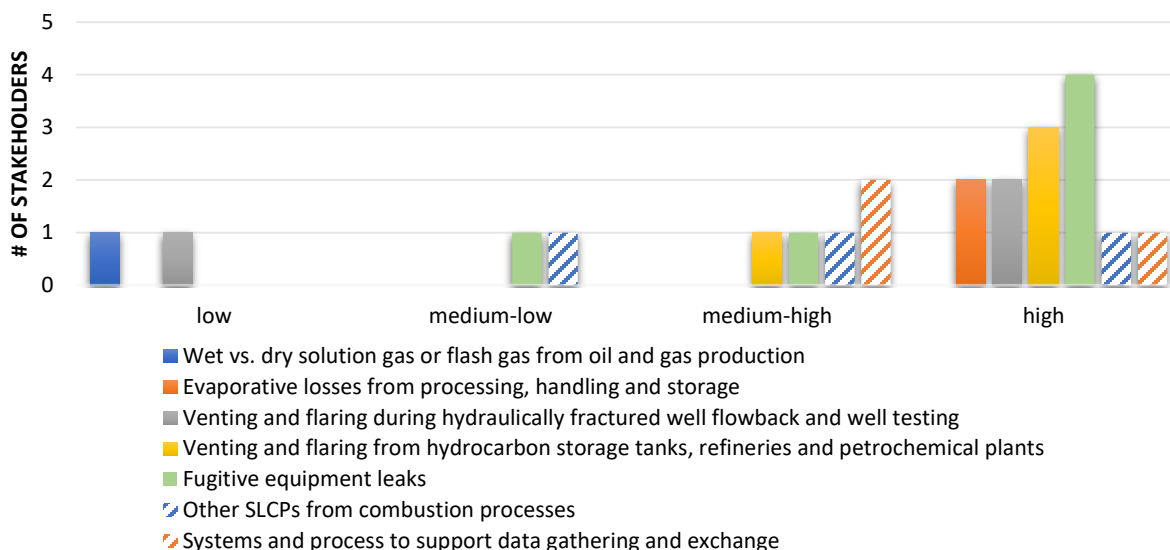 5
4
3
2
1
0
# OF STAKEHOLDERS
low medium-low medium-high high
Wet vs. dry solution gas or flash gas from oil and gas production
Evaporative losses from processing, handling and storage
Venting and flaring during hydraulically fractured well flowback and well testing
Venting and flaring from hydrocarbon storage tanks, refineries and petrochemical plants
Fugitive equipment leaks
Other SLCPs from combustion processes
Systems and process to support data gathering and exchange